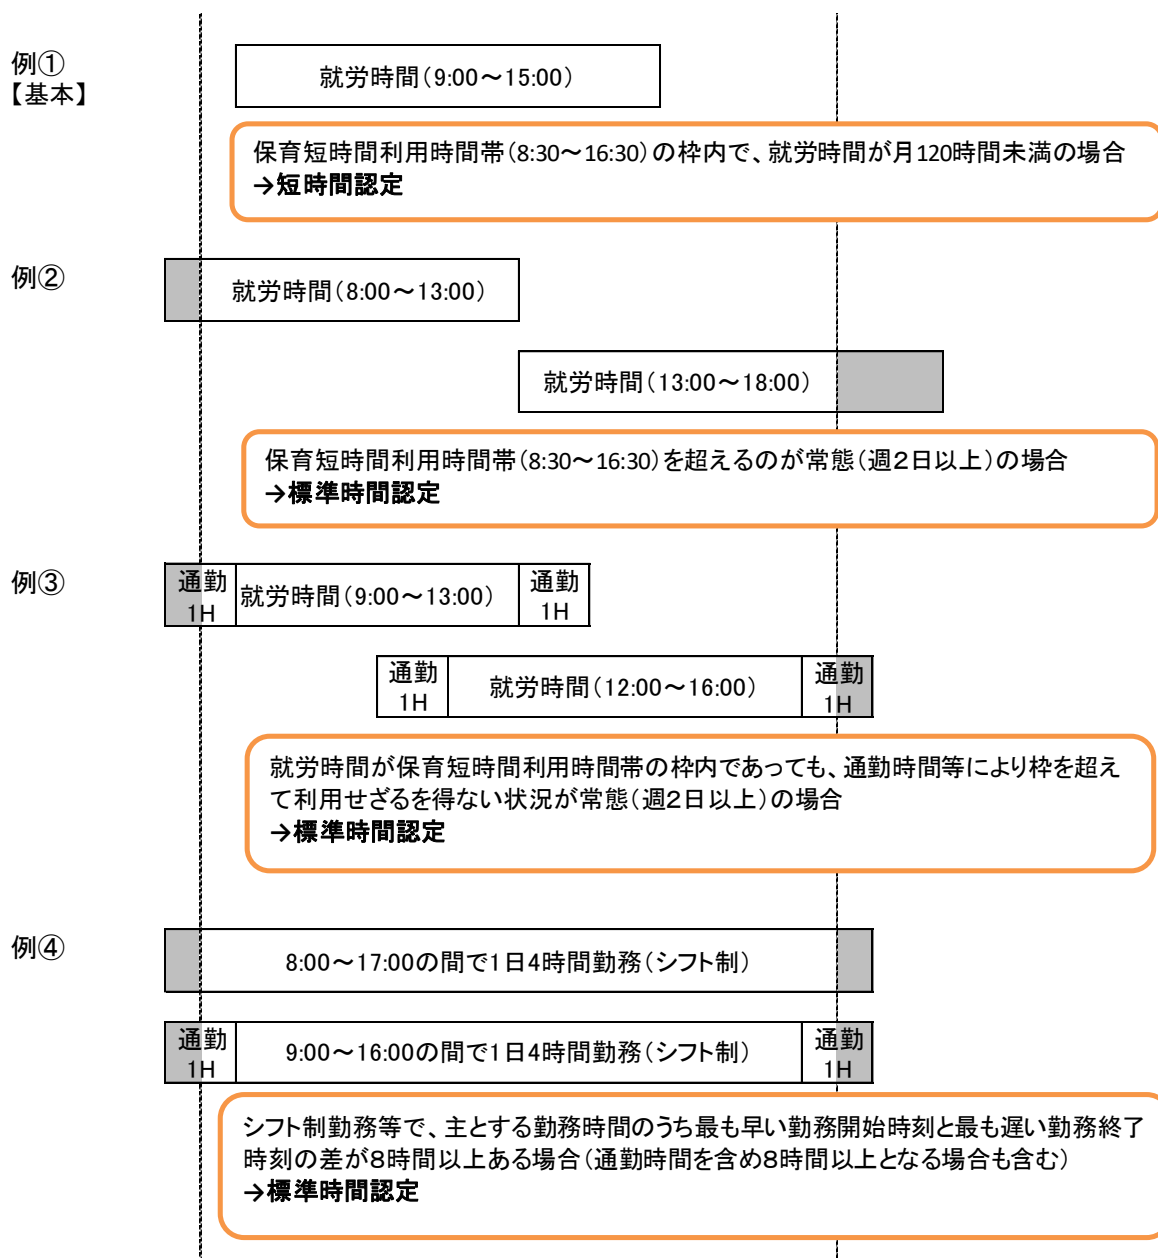 例①
【基本】
就労時間(9:00～15:00)
保育短時間利用時間帯(8:30～16:30)の枠内で、就労時間が月120時間未満の場合
→短時間認定
例②
就労時間(8:00～13:00)
就労時間(13:00～18:00)
保育短時間利用時間帯(8:30～16:30)を超えるのが常態(週２日以上)の場合
→標準時間認定
例③
通勤
1H
就労時間(9:00～13:00)
通勤
1H
通勤
1H
就労時間(12:00～16:00)
通勤
1H
就労時間が保育短時間利用時間帯の枠内であっても、通勤時間等により枠を超え
て利用せざるを得ない状況が常態(週２日以上)の場合
→標準時間認定
例④
8:00～17:00の間で1日4時間勤務(シフト制)
通勤
1H
9:00～16:00の間で1日4時間勤務(シフト制)
通勤
1H
シフト制勤務等で、主とする勤務時間のうち最も早い勤務開始時刻と最も遅い勤務終了
時刻の差が８時間以上ある場合(通勤時間を含め８時間以上となる場合も含む)
→標準時間認定